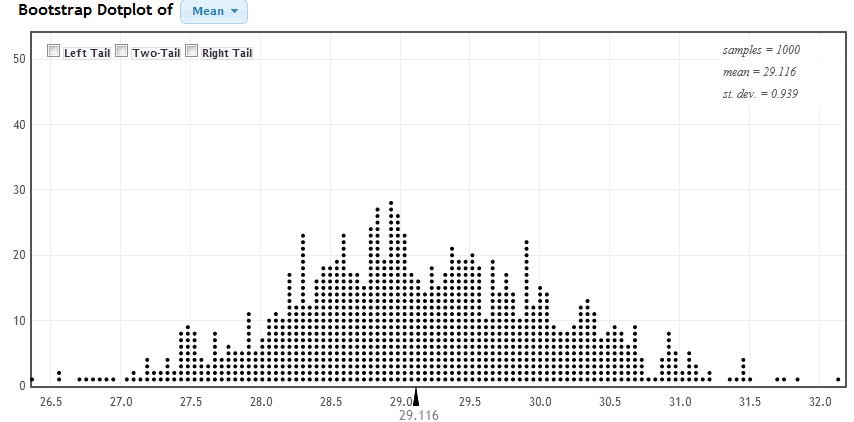 Bootstrap Dotplot of Mean
Left Tail Two-Tail Right Tail
samples = 1000
mean = 29.116
st. dev. = 0.939
50
40
30
20
10
0
26.5 27.0 27.5 28.0 28.5 29.0 29.5 30.0 30.5 31.0 31.5 32.0
29.116